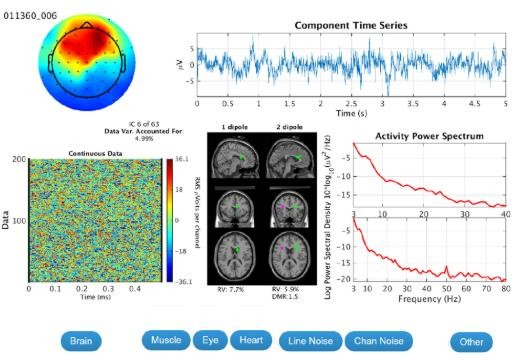 011360_006
Component Time Series
5
0
-5
μV
0 0.5 1 1.5 2 2.5 3 3.5 4 4.5 5
Time (s)
IC 6 of 63
Data Var. Accounted For:
4.99%
Continuous Data
200
100
Data
0 0.1 0.2 0.3 0.4
Time (ms)
36.1
18
0
-18
-36.1
RMS μVolts per channel
1 dipole 2 dipole
RV: 7.7% RV: 5.9%
DMR:1.5
Activity Power Spectrum
Log Power Spectral Density 10*log10(μV²/Hz)
-5
-10
-15
3 10 20 30 40
-5
-10
-15
-20
3 10 20 30 40 50 60 70 80
Frequency (Hz)
Brain Muscle Eye Heart Line Noise Chan Noise Other